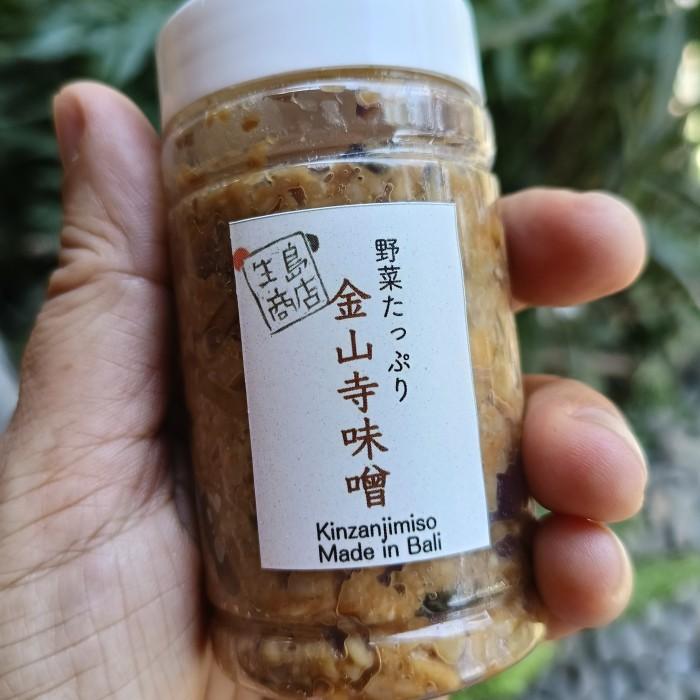 野菜たっぷり
金山寺味噌
生島
商店
Kinzanjimiso
Made in Bali